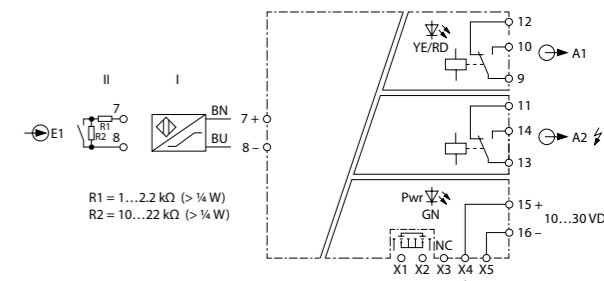 12
YE/RD
10
A1
9
II
I
7
BN
7 +
R1
E1
R2
8
BU
8 –
11
14
A2
13
R1 = 1…2.2 kΩ (> ¼ W)
R2 = 10…22 kΩ (> ¼ W)
Pwr
GN
15 +
10…30 VD
16 –
NC
X1 X2 X3 X4 X5